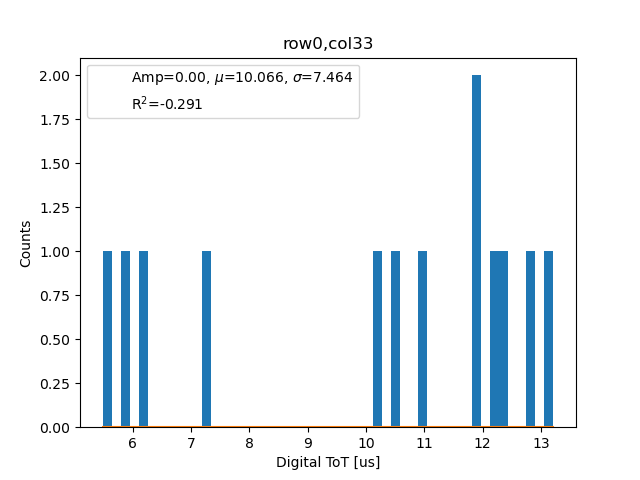 row0,col33
Amp=0.00, μ=10.066, σ=7.464
R²=-0.291
2.00
1.75
1.50
1.25
1.00
0.75
0.50
0.25
0.00
Counts
6 7 8 9 10 11 12 13
Digital ToT [us]